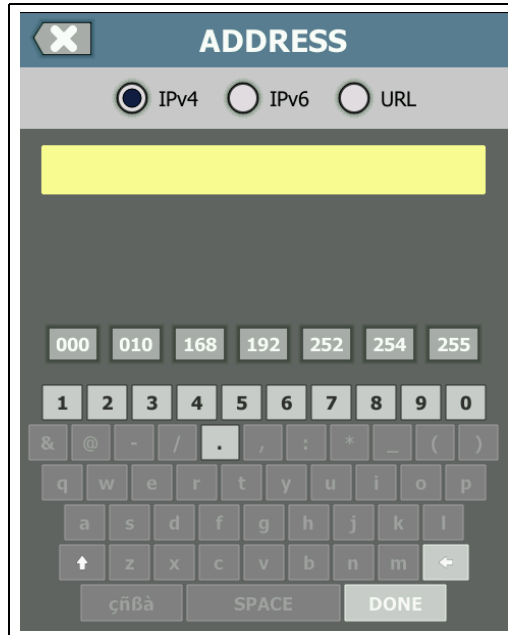 ADDRESS
IPv4 IPv6 URL
000 010 168 192 252 254 255
1 2 3 4 5 6 7 8 9 0
& @ - / . , : * _ ( )
q w e r t y u i o p
a s d f g h j k l
z x c v b n m
çñßà SPACE DONE